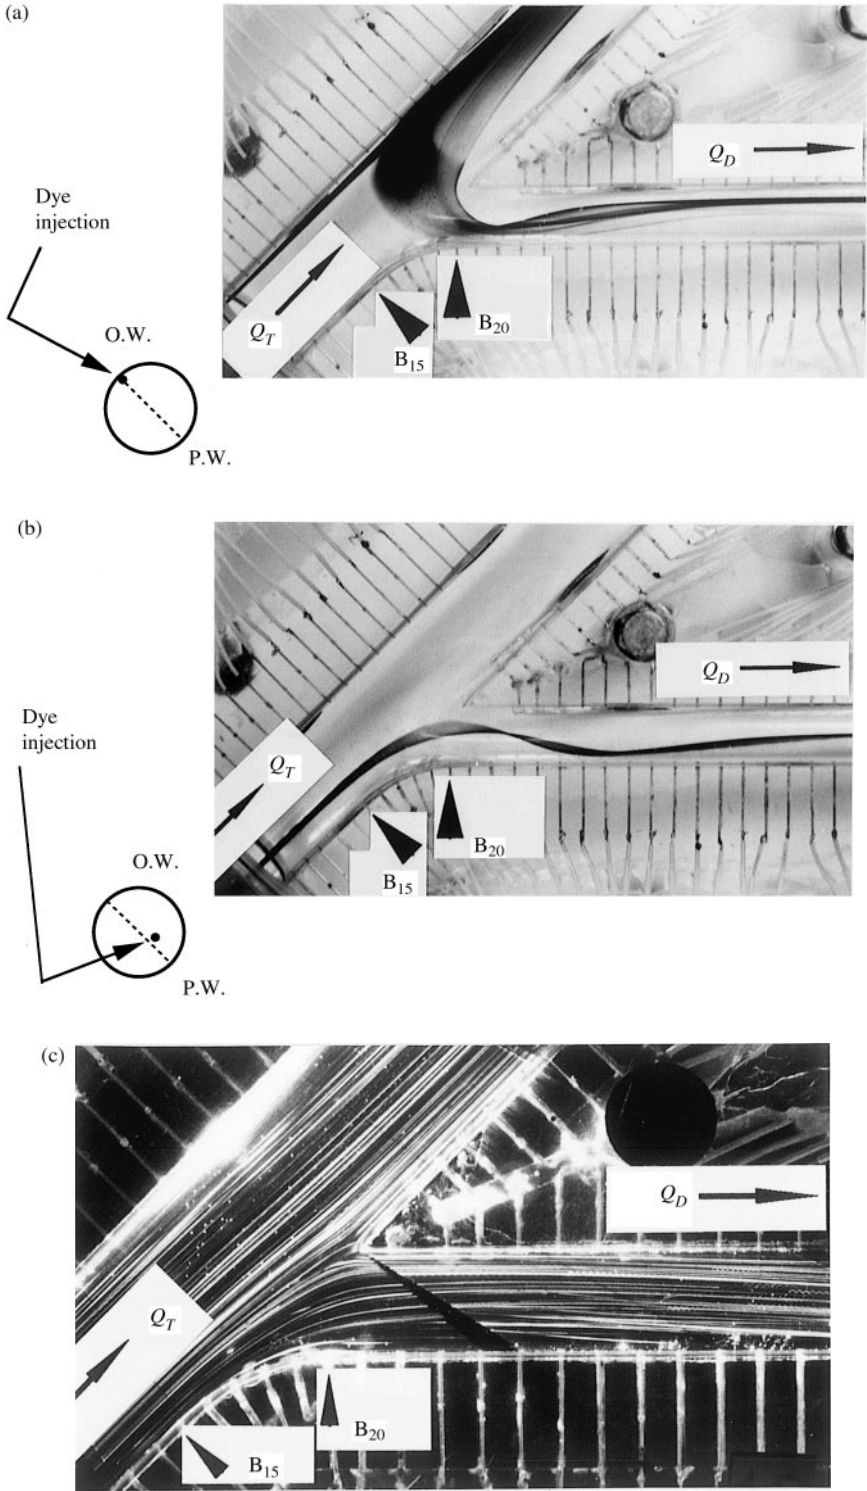 (a)
Q_D
Dye
injection
O.W.
Q_T
B_20
B_15
P.W.
(b)
Q_D
Dye
injection
Q_T
B_20
O.W.
B_15
P.W.
(c)
Q_D
Q_T
B_20
B_15